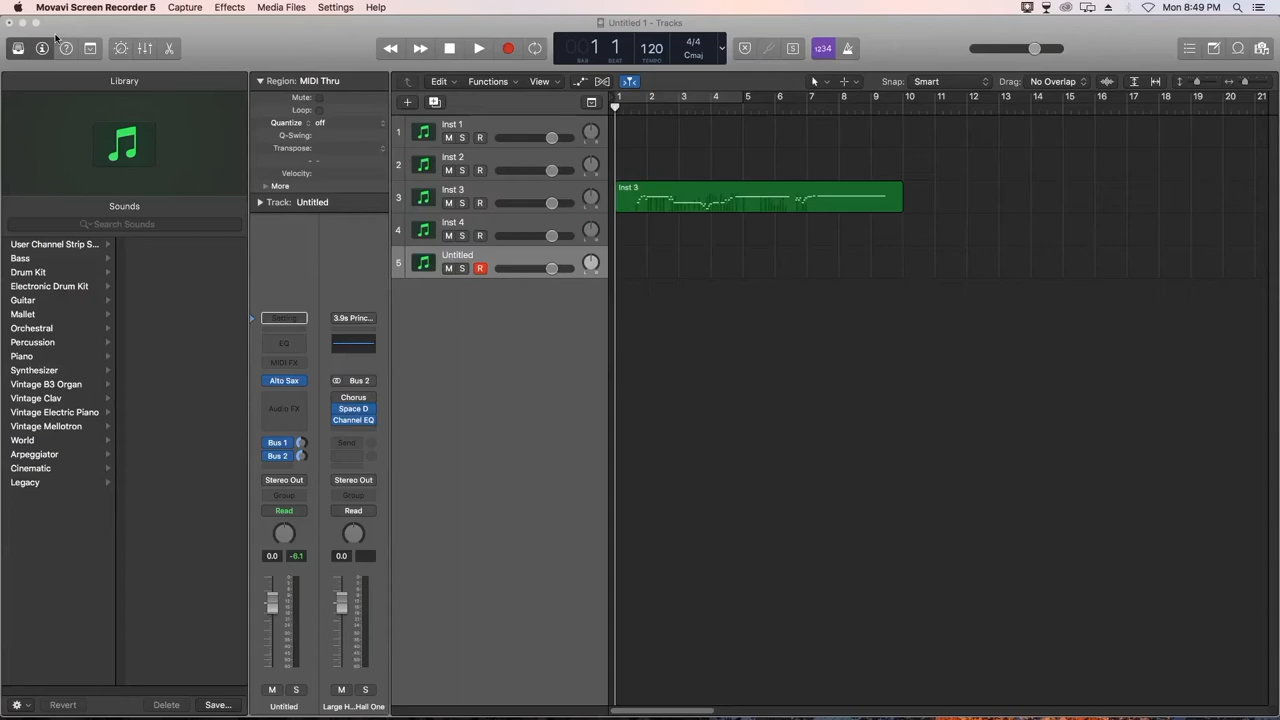 Movavi Screen Recorder 5 Capture Effects Media Files Settings Help Mon 8:49 PM
Untitled 1 - Tracks
1 1 120 4/4 Cmaj
BAR BEAT TEMPO
1234
Library
Region: MIDI Thru
Mute:
Loop:
Quantize off
Q-Swing:
Transpose:
- -
Velocity:
More
Track: Untitled
Edit Functions View Snap: Smart Drag: No Overlap
1 2 3 4 5 6 7 8 9 10 11 12 13 14 15 16 17 18 19 20 21
Sounds
Search Sounds
User Channel Strip S...
Bass
Drum Kit
Electronic Drum Kit
Guitar
Mallet
Orchestral
Percussion
Piano
Synthesizer
Vintage B3 Organ
Vintage Clav
Vintage Electric Piano
Vintage Mellotron
World
Arpeggiator
Cinematic
Legacy
Revert Delete Save...
Setting 3.9s Princ...
EQ
MIDI FX
Alto Sax Bus 2
Chorus
Audio FX Space D
Channel EQ
Bus 1 Send
Bus 2
Stereo Out Stereo Out
Group Group
Read Read
0.0 -6.1 0.0
M S M S
Untitled Large H...Hall One
1 Inst 1
M S R
2 Inst 2
M S R
3 Inst 3
M S R
4 Inst 4
M S R
5 Untitled
M S R
Inst 3